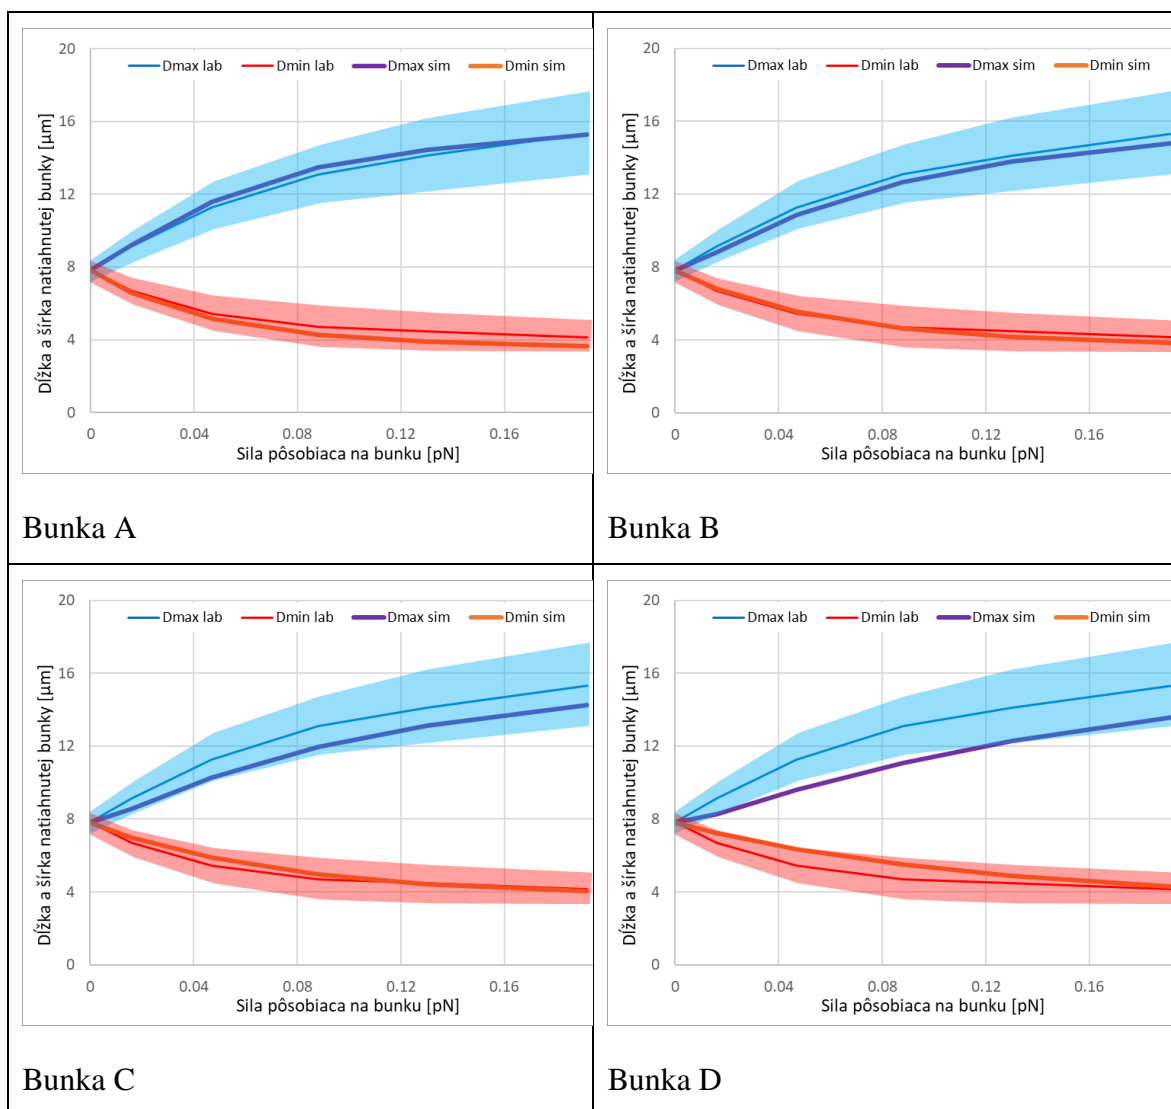 Dmax lab Dmin lab Dmax sim Dmin sim
20
16
12
8
4
0
0 0.04 0.08 0.12 0.16
Dĺžka a šírka natiahnutej bunky [µm]
Sila pôsobiaca na bunku [pN]
Bunka A
Dmax lab Dmin lab Dmax sim Dmin sim
20
16
12
8
4
0
0 0.04 0.08 0.12 0.16
Dĺžka a šírka natiahnutej bunky [µm]
Sila pôsobiaca na bunku [pN]
Bunka B
Dmax lab Dmin lab Dmax sim Dmin sim
20
16
12
8
4
0
0 0.04 0.08 0.12 0.16
Dĺžka a šírka natiahnutej bunky [µm]
Sila pôsobiaca na bunku [pN]
Bunka C
Dmax lab Dmin lab Dmax sim Dmin sim
20
16
12
8
4
0
0 0.04 0.08 0.12 0.16
Dĺžka a šírka natiahnutej bunky [µm]
Sila pôsobiaca na bunku [pN]
Bunka D